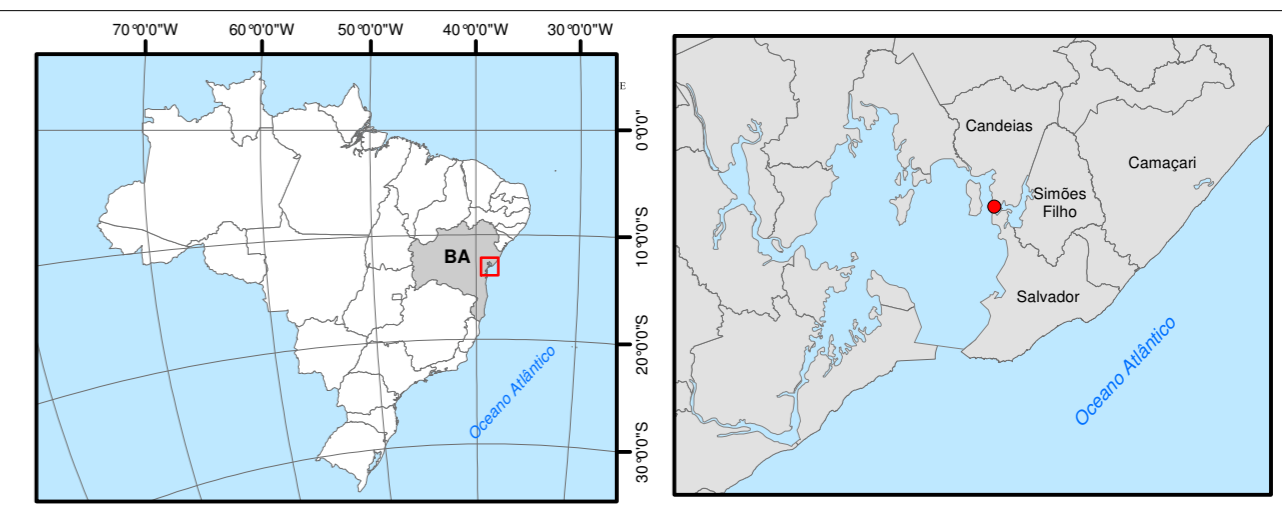 70°0'0"W 60°0'0"W 50°0'0"W 40°0'0"W 30°0'0"W
E
0°0'0"
10°0'0"S
20°0'0"S
30°0'0"S
BA
Oceano Atlântico
Candeias
Camaçari
Simões
Filho
Salvador
Oceano Atlântico